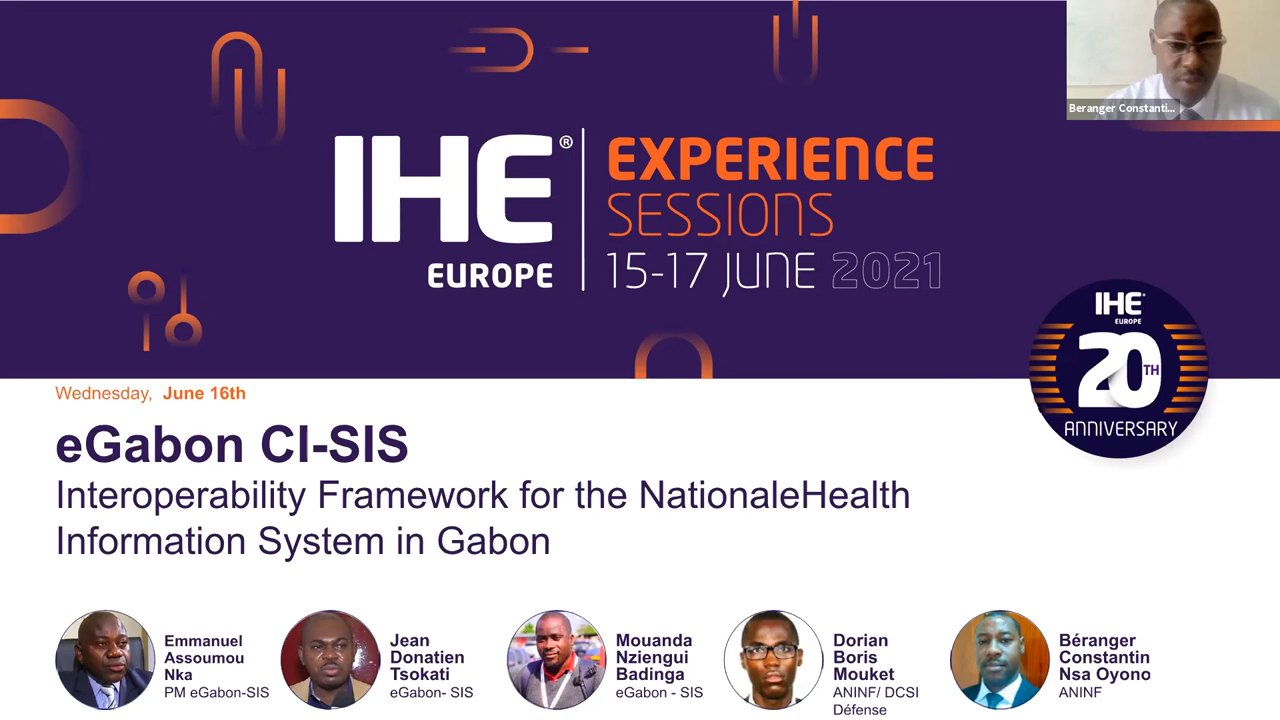 Beranger Constanti...
IHE®
EUROPE
EXPERIENCE
SESSIONS
15-17 JUNE 2021
IHE
EUROPE
20TH
ANNIVERSARY
Wednesday, June 16th
eGabon CI-SIS
Interoperability Framework for the NationaleHealth
Information System in Gabon
Emmanuel
Assoumou
Nka
PM eGabon-SIS
Jean
Donatien
Tsokati
eGabon- SIS
Mouanda
Nziengui
Badinga
eGabon - SIS
Dorian
Boris
Mouket
ANINF/ DCSI
Défense
Béranger
Constantin
Nsa Oyono
ANINF